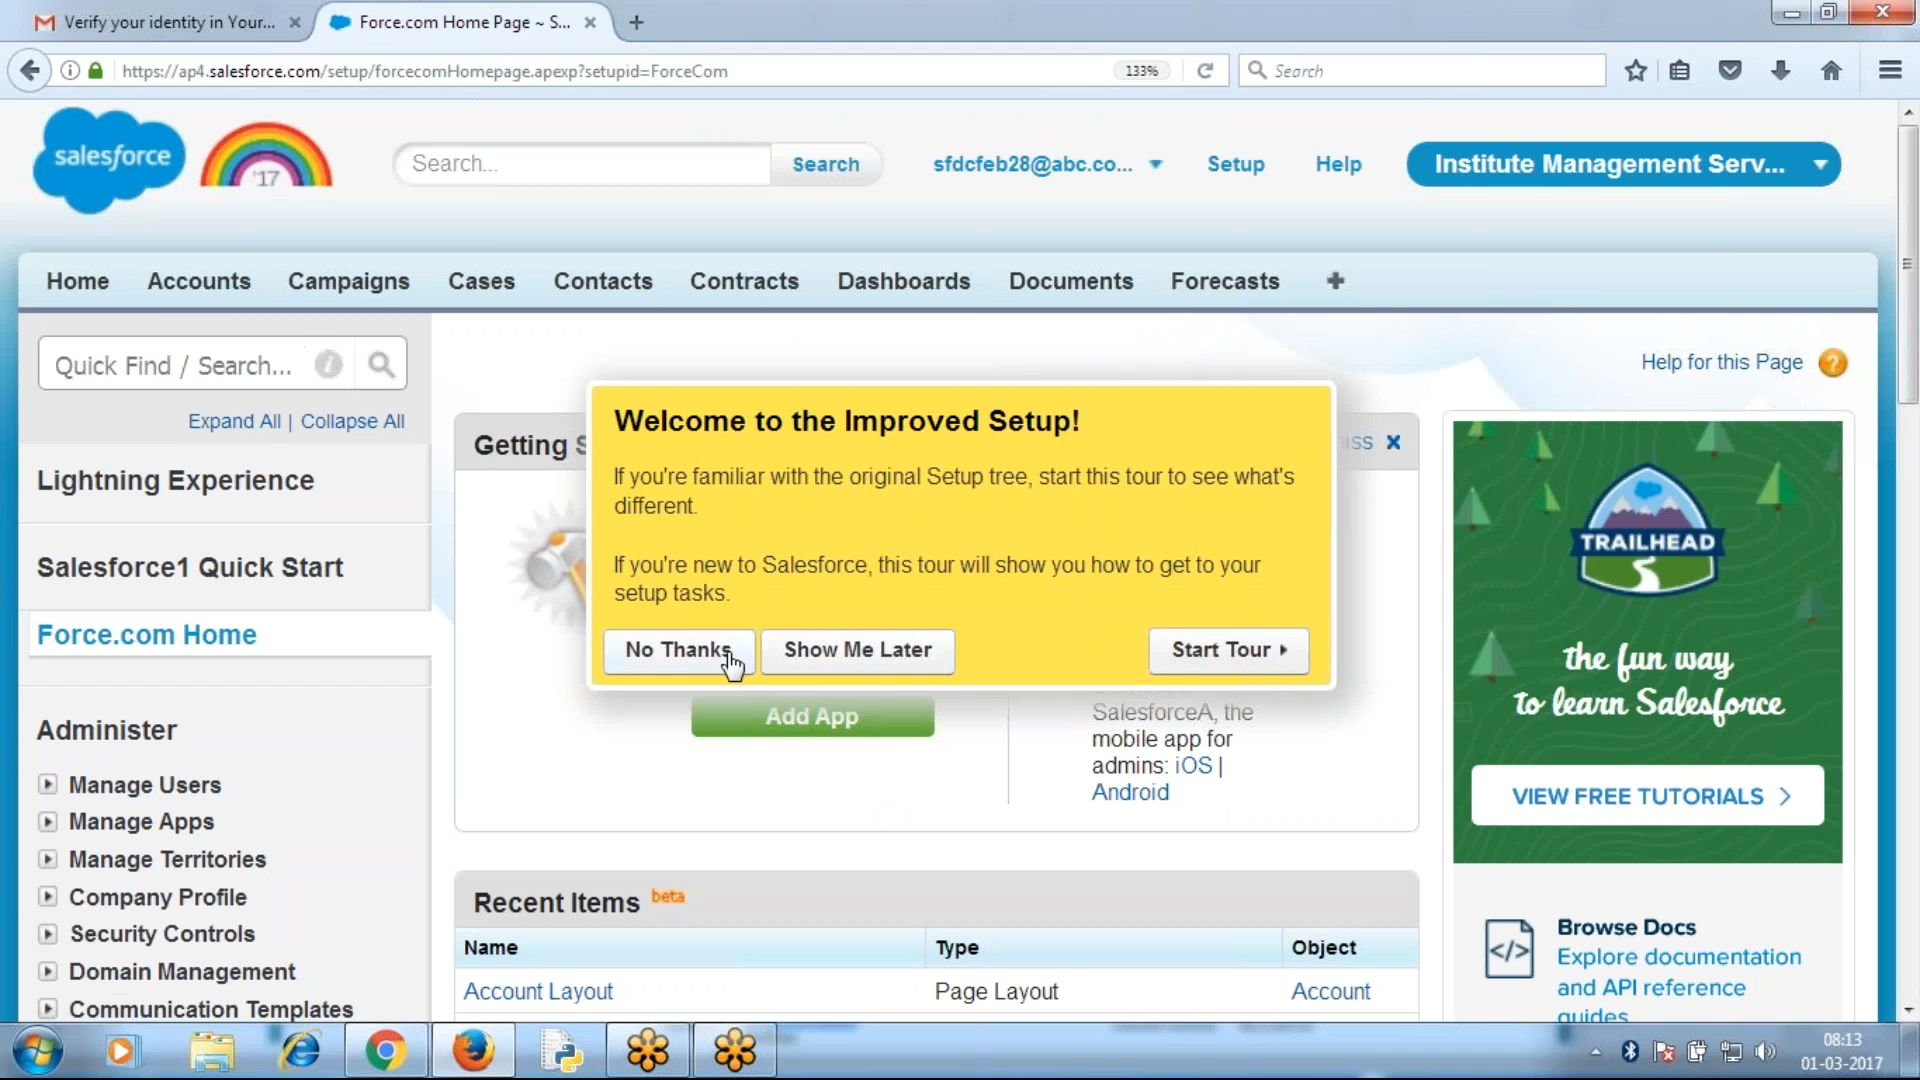 Verify your identity in Your...
Force.com Home Page ~ S...
https://ap4.salesforce.com/setup/forcecomHomepage.apexp?setupid=ForceCom
133%
Search
salesforce
'17
Search...
Search
sfdcfeb28@abc.co...
Setup
Help
Institute Management Serv...
Home
Accounts
Campaigns
Cases
Contacts
Contracts
Dashboards
Documents
Forecasts
Quick Find / Search...
Expand All | Collapse All
Lightning Experience
Salesforce1 Quick Start
Force.com Home
Administer
Manage Users
Manage Apps
Manage Territories
Company Profile
Security Controls
Domain Management
Communication Templates
Help for this Page
Getting S
iss
Welcome to the Improved Setup!
If you're familiar with the original Setup tree, start this tour to see what's
different.
If you're new to Salesforce, this tour will show you how to get to your
setup tasks.
No Thanks
Show Me Later
Start Tour
Add App
SalesforceA, the
mobile app for
admins: iOS |
Android
Recent Items beta
Name
Type
Object
Account Layout
Page Layout
Account
TRAILHEAD
the fun way
to learn Salesforce
VIEW FREE TUTORIALS
</>
Browse Docs
Explore documentation
and API reference
guides
08:13
01-03-2017